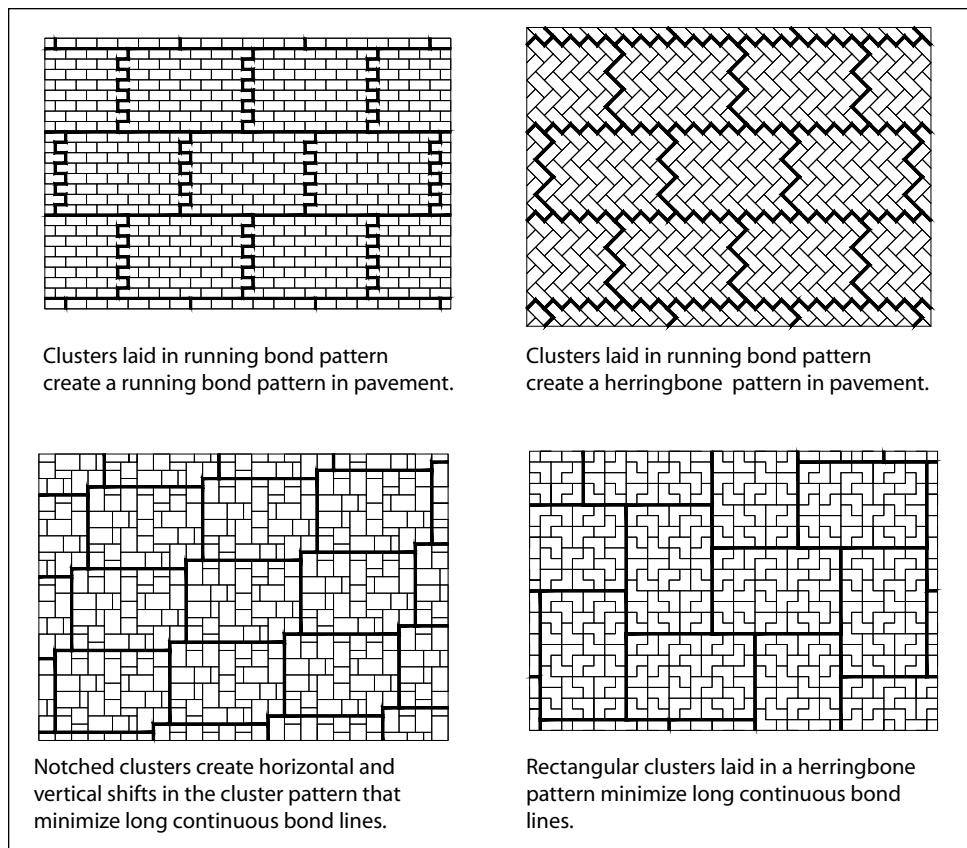 Clusters laid in running bond pattern
create a running bond pattern in pavement.
Clusters laid in running bond pattern
create a herringbone  pattern in pavement.
Notched clusters create horizontal and
vertical shifts in the cluster pattern that
minimize long continuous bond lines.
Rectangular clusters laid in a herringbone
pattern minimize long continuous bond
lines.